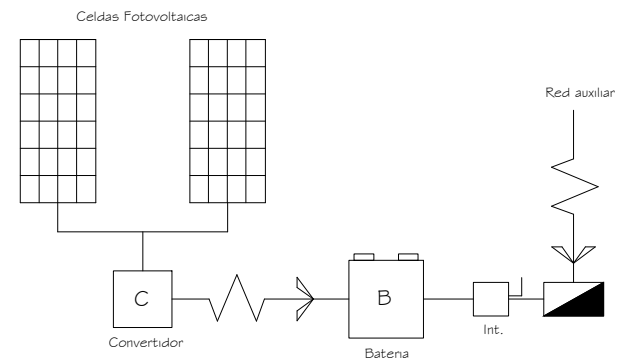 Celdas Fotovoltaicas
Red auxiliar
C
B
Convertidor
Int.
Bateria